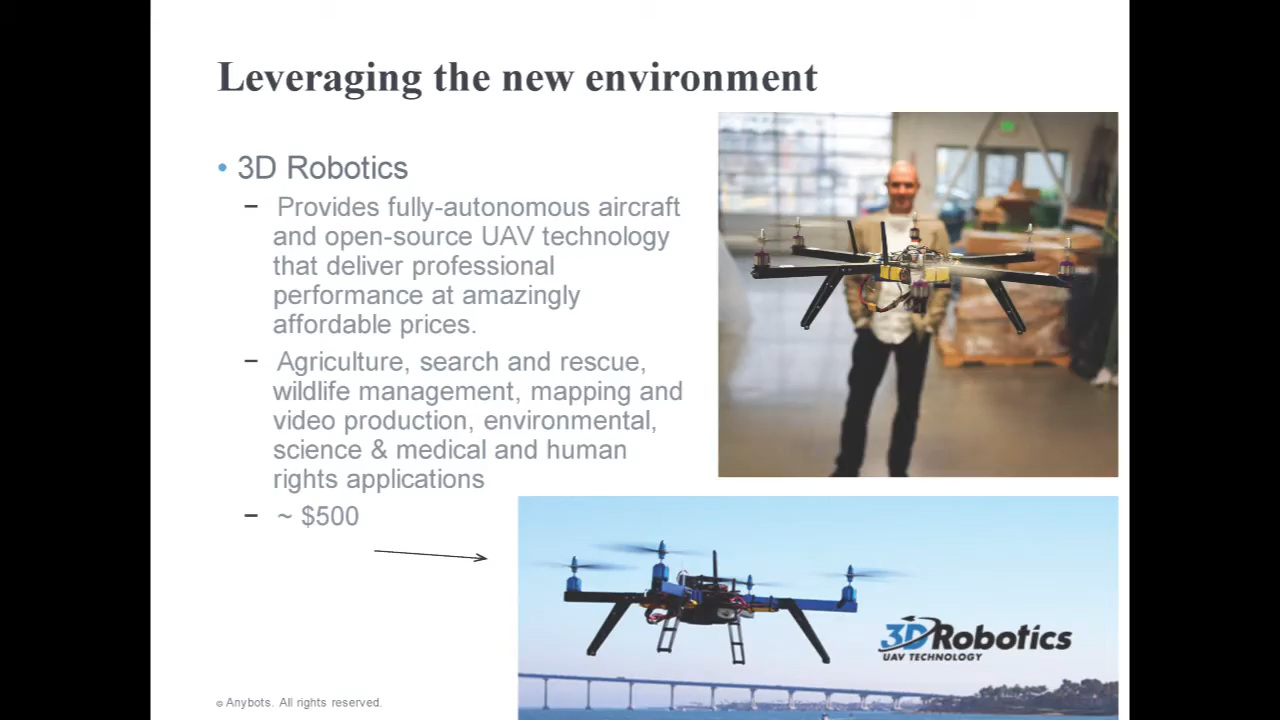 Leveraging the new environment
• 3D Robotics
– Provides fully-autonomous aircraft
and open-source UAV technology
that deliver professional
performance at amazingly
affordable prices.
– Agriculture, search and rescue,
wildlife management, mapping and
video production, environmental,
science & medical and human
rights applications
– ~ $500
3DRobotics
UAV TECHNOLOGY
© Anybots. All rights reserved.